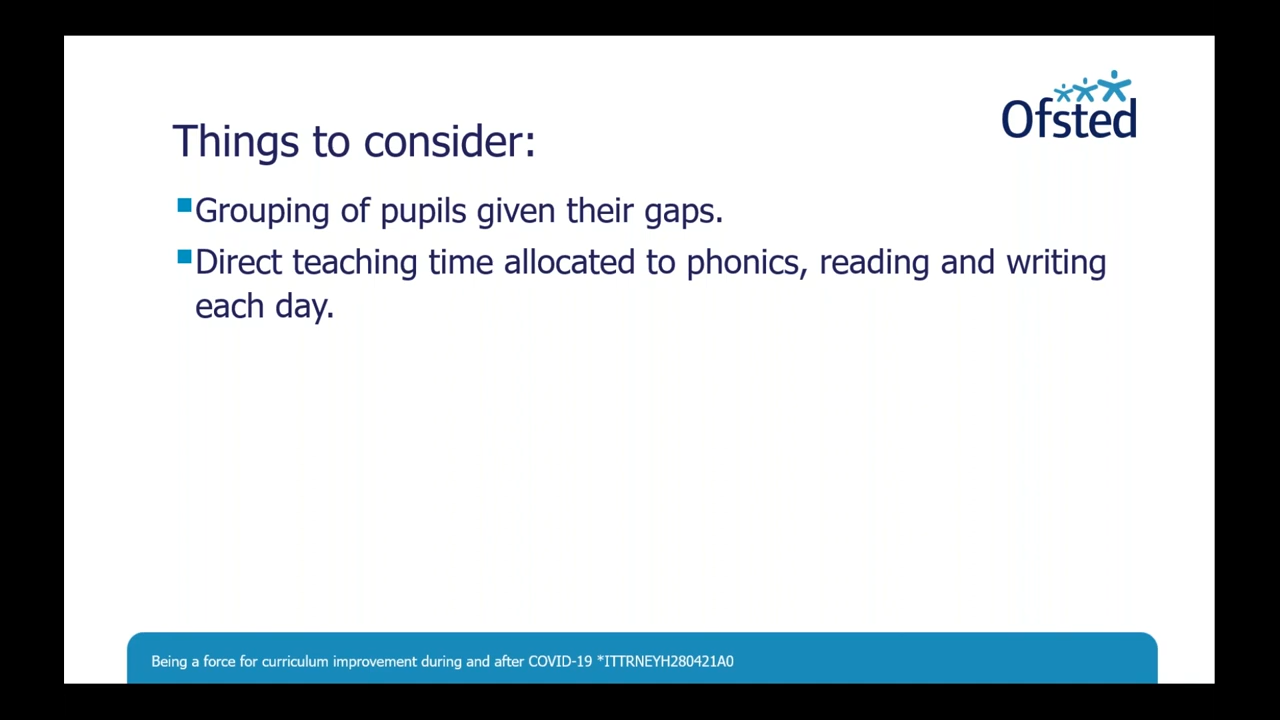 Ofsted
Things to consider:
Grouping of pupils given their gaps.
Direct teaching time allocated to phonics, reading and writing
each day.
Being a force for curriculum improvement during and after COVID-19 *ITTRNEYH280421A0